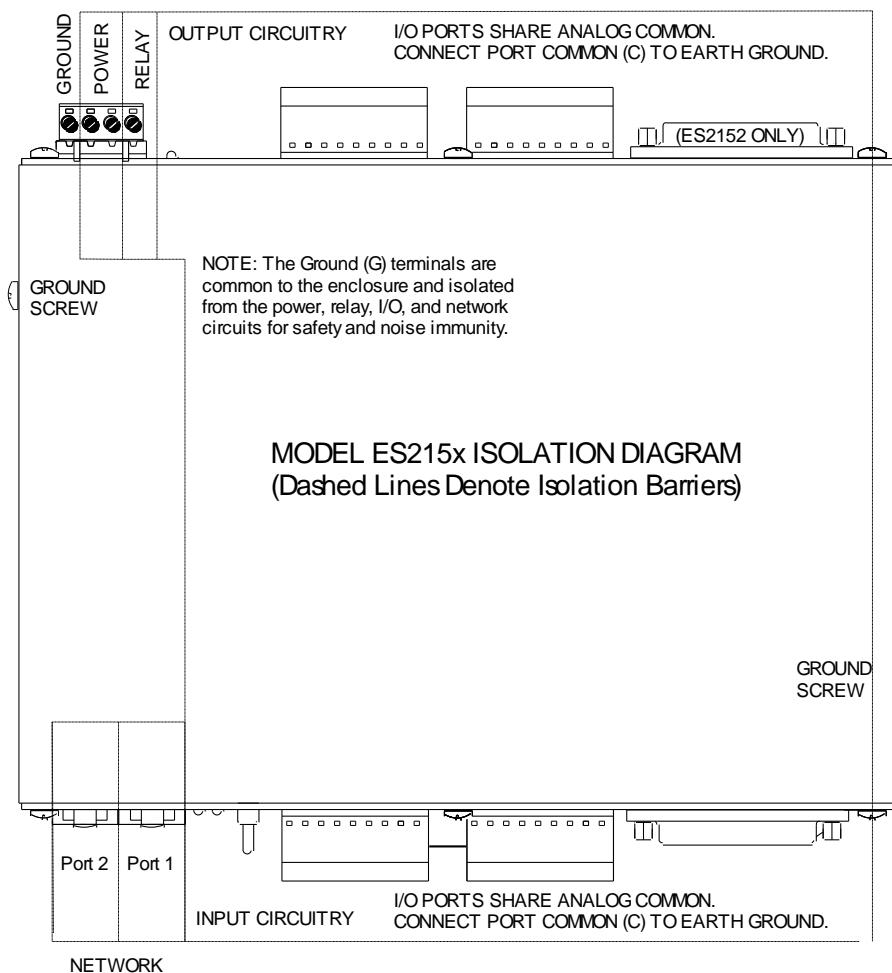 GROUND
POWER
RELAY
OUTPUT CIRCUITRY
I/O PORTS SHARE ANALOG COMMON.
CONNECT PORT COMMON (C) TO EARTH GROUND.
(ES2152 ONLY)
NOTE: The Ground (G) terminals are
common to the enclosure and isolated
from the power, relay, I/O, and network
circuits for safety and noise immunity.
GROUND
SCREW
MODEL ES215x ISOLATION DIAGRAM
(Dashed Lines Denote Isolation Barriers)
GROUND
SCREW
Port 2
Port 1
INPUT CIRCUITRY
I/O PORTS SHARE ANALOG COMMON.
CONNECT PORT COMMON (C) TO EARTH GROUND.
NETWORK